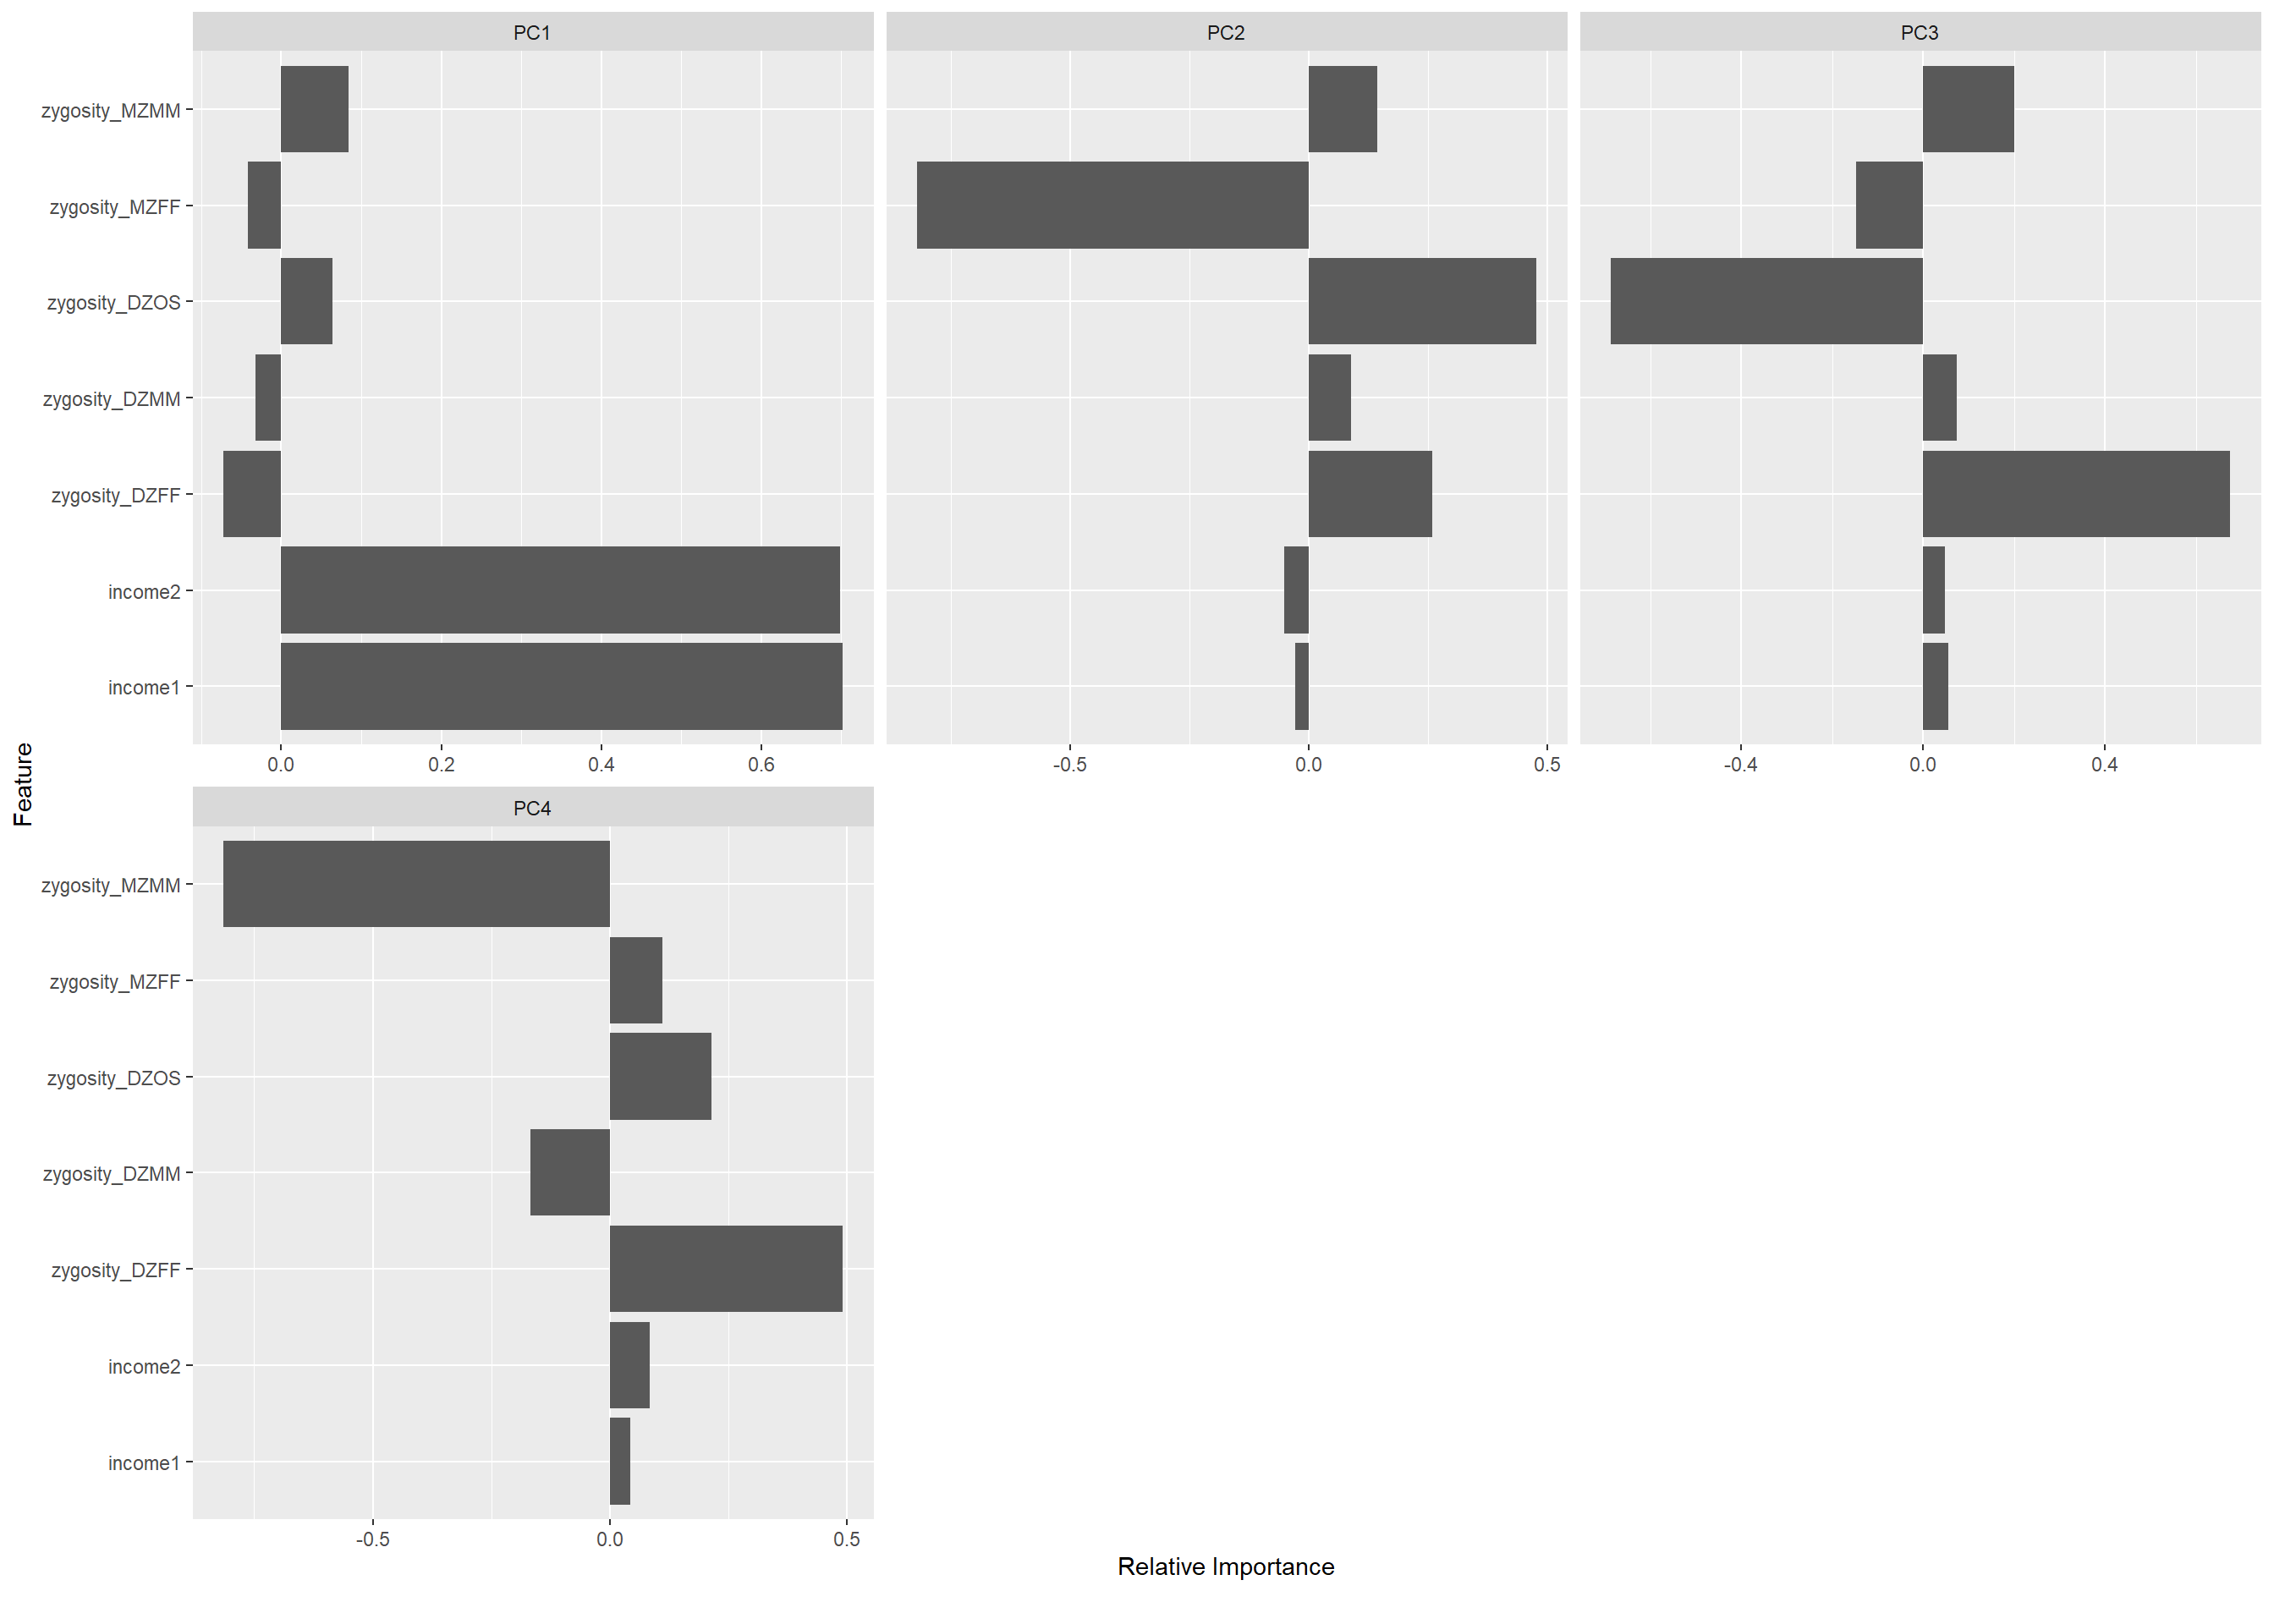 PC1
PC2
PC3
zygosity_MZMM
zygosity_MZFF
zygosity_DZOS
zygosity_DZMM
zygosity_DZFF
income2
income1
0.0 0.2 0.4 0.6
-0.5 0.0 0.5
-0.4 0.0 0.4
Feature
PC4
zygosity_MZMM
zygosity_MZFF
zygosity_DZOS
zygosity_DZMM
zygosity_DZFF
income2
income1
-0.5 0.0 0.5
Relative Importance